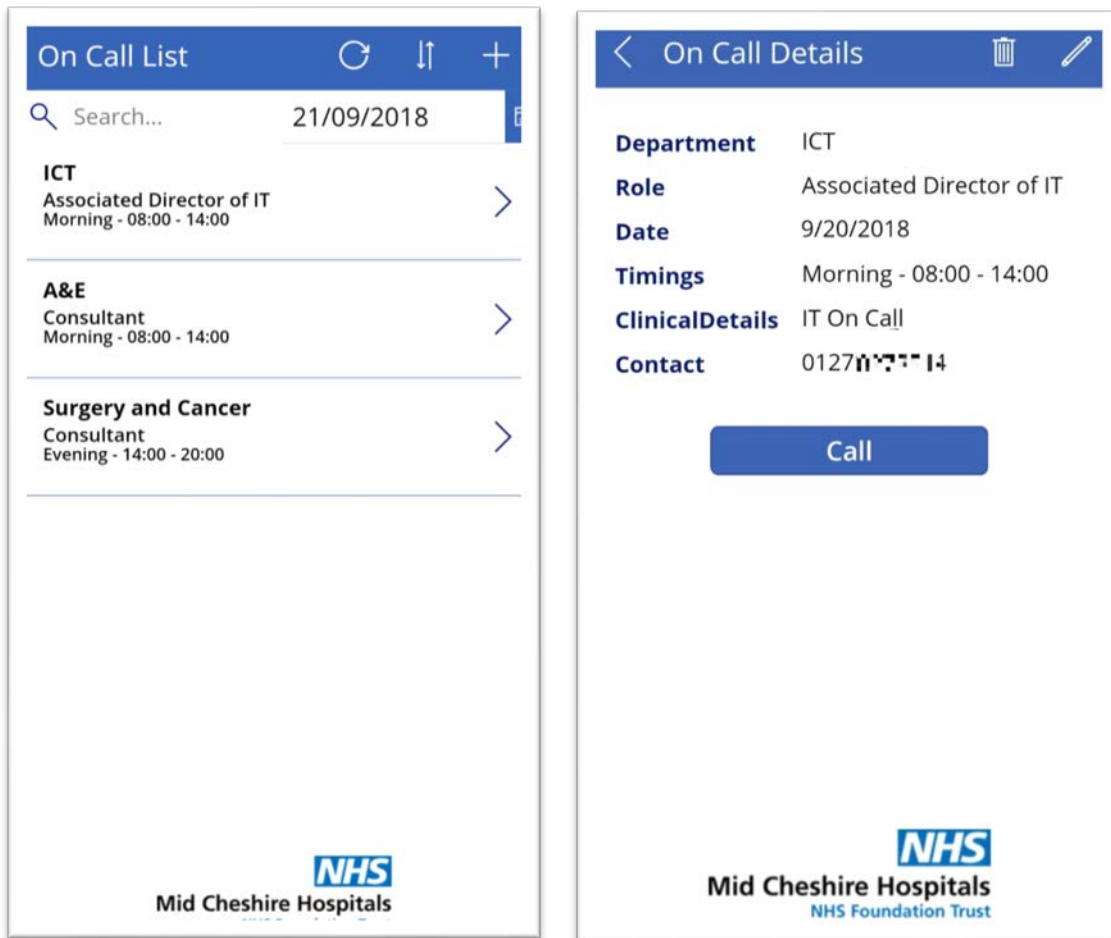 On Call List
Search... 21/09/2018
ICT
Associated Director of IT
Morning - 08:00 - 14:00
A&E
Consultant
Morning - 08:00 - 14:00
Surgery and Cancer
Consultant
Evening - 14:00 - 20:00
NHS
Mid Cheshire Hospitals
On Call Details
Department ICT
Role Associated Director of IT
Date 9/20/2018
Timings Morning - 08:00 - 14:00
ClinicalDetails IT On Call
Contact
Call
NHS
Mid Cheshire Hospitals
NHS Foundation Trust